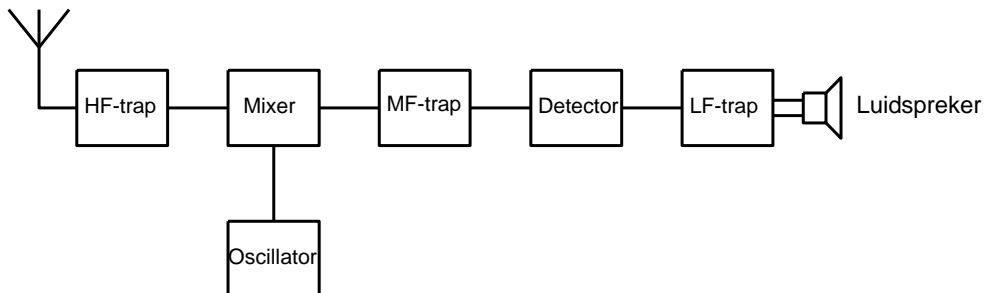 HF-trap
Mixer
MF-trap
Detector
LF-trap
Luidspreker
Oscillator